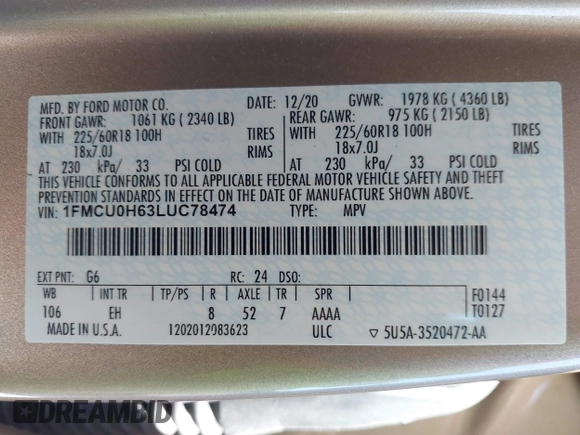 MFD. BY FORD MOTOR CO. DATE: 12/20 GVWR: 1978 KG ( 4360 LB)
FRONT GAWR: 1061 KG ( 2340 LB) REAR GAWR: 975 KG ( 2150 LB)
WITH 225/60R18 100H TIRES WITH 225/60R18 100H TIRES
18x7.0J RIMS 18x7.0J RIMS
AT 230 kPa/ 33 PSI COLD AT 230 kPa/ 33 PSI COLD
THIS VEHICLE CONFORMS TO ALL APPLICABLE FEDERAL MOTOR VEHICLE SAFETY AND THEFT
PREVENTION STANDARDS IN EFFECT ON THE DATE OF MANUFACTURE SHOWN ABOVE.
VIN: 1FMCU0H63LUC78474 TYPE: MPV
EXT PNT: G6 RC: 24 DSO:
WB INT TR TP/PS R AXLE TR SPR F0144
106 EH 8 52 7 AAAA T0127
MADE IN U.S.A. 1202012083623 ULC ▽ 5U5A-3520472-AA
DREAMBID